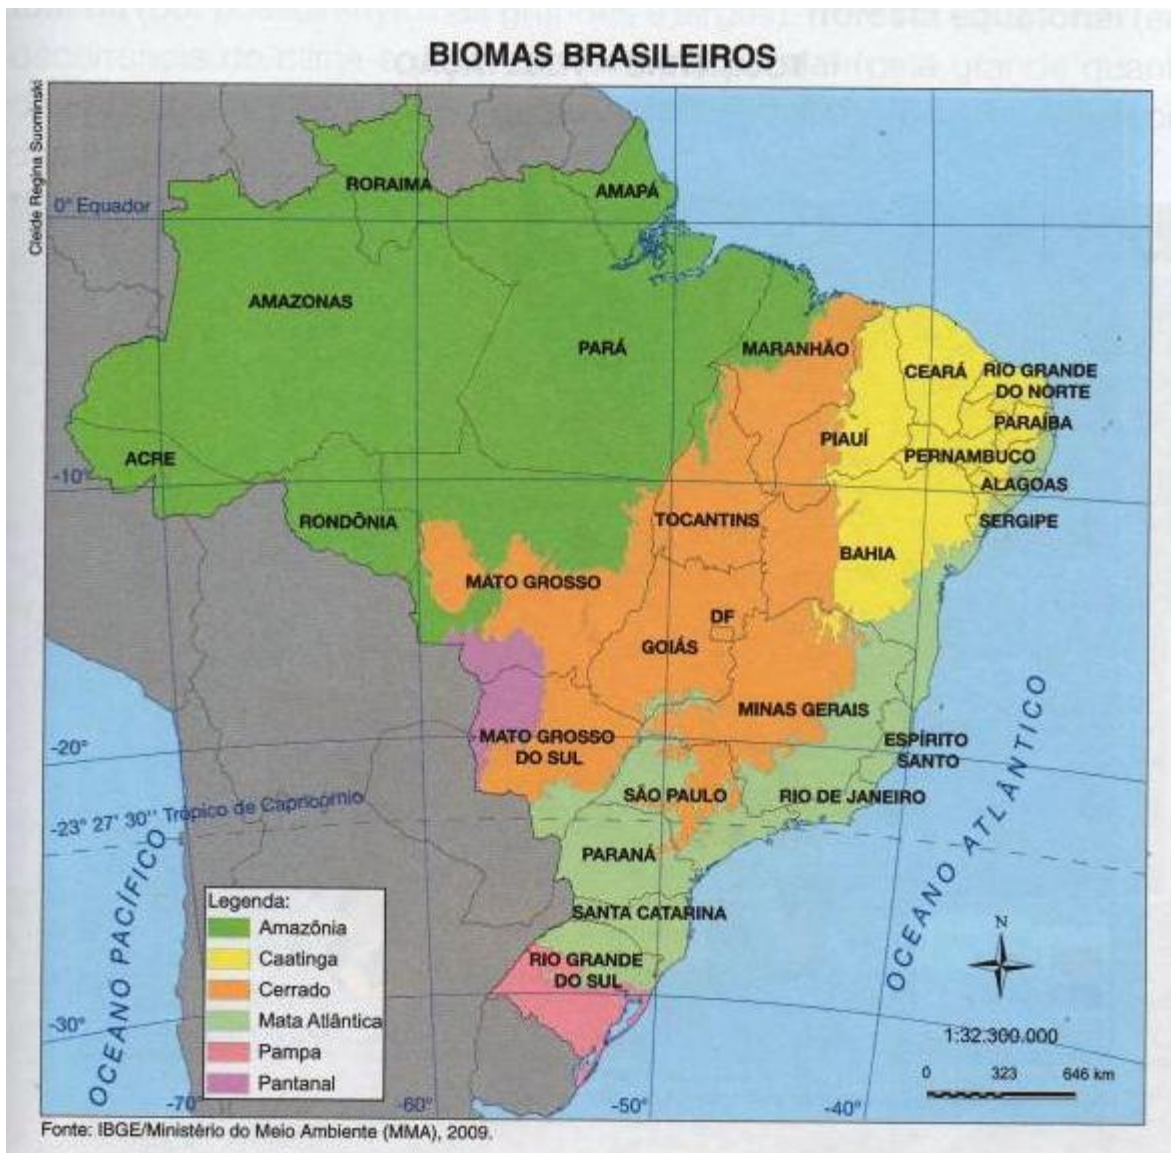 BIOMAS BRASILEIROS
Cleide Regina Suominski
RORAIMA
AMAPÁ
0° Equador
AMAZONAS
PARÁ
MARANHÃO
CEARÁ
RIO GRANDE
DO NORTE
PARAÍBA
PIAUÍ
PERNAMBUCO
ACRE
-10°
ALAGOAS
RONDÔNIA
TOCANTINS
SERGIPE
BAHIA
MATO GROSSO
DF
GOIÁS
MINAS GERAIS
-20°
MATO GROSSO
DO SUL
ESPÍRITO
SANTO
SÃO PAULO
RIO DE JANEIRO
-23° 27' 30'' Trópico de Capricórnio
PARANÁ
OCEANO PACÍFICO
OCEANO ATLÂNTICO
SANTA CATARINA
RIO GRANDE
DO SUL
Legenda:
Amazônia
Caatinga
Cerrado
Mata Atlântica
Pampa
Pantanal
N
-30°
1:32.300.000
0 323 646 km
-70°
-60°
-50°
-40°
Fonte: IBGE/Ministério do Meio Ambiente (MMA), 2009.